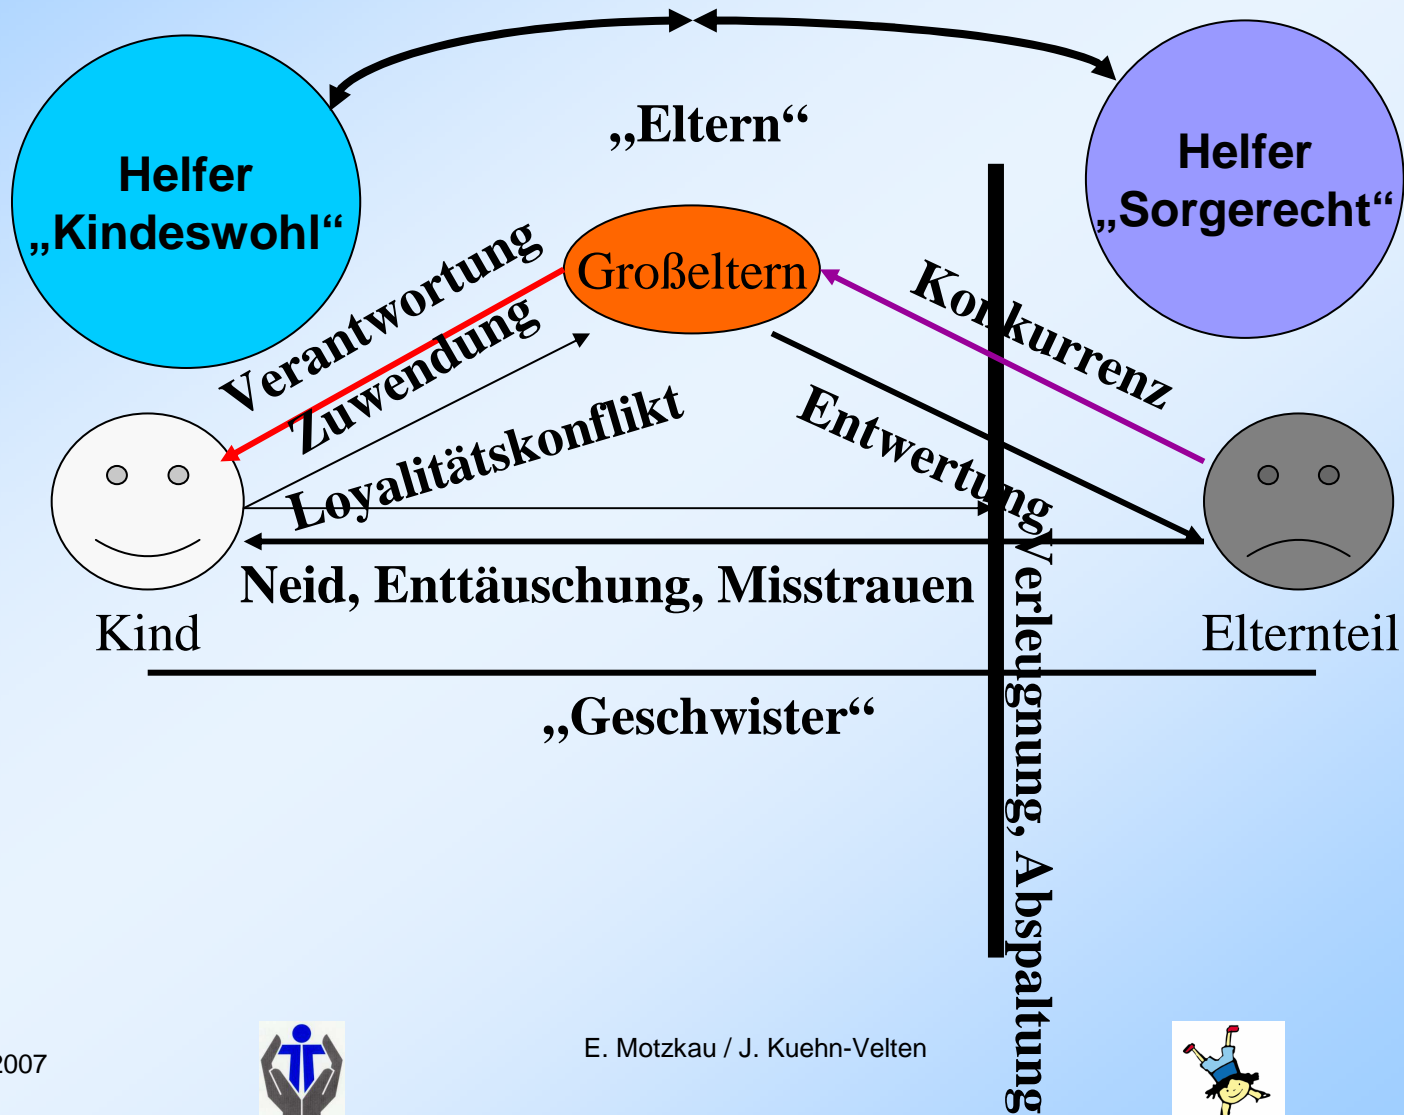 „Eltern“
Helfer
„Kindeswohl“
Helfer
„Sorgerecht“
Großeltern
Verantwortung
Zuwendung
Konkurrenz
Loyalitätskonflikt
Entwertung
Neid, Enttäuschung, Misstrauen
Kind
Elternteil
„Geschwister“
Verleugnung, Abspaltung
2007
E. Motzkau / J. Kuehn-Velten